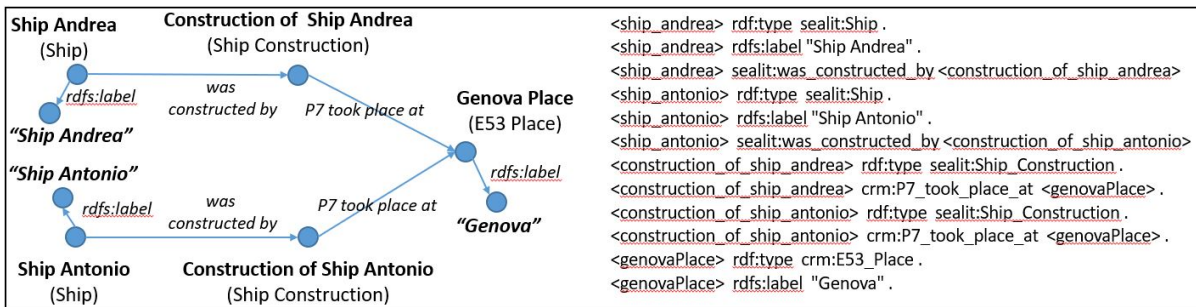 Ship Andrea
(Ship)
Construction of Ship Andrea
(Ship Construction)
rdfs:label
was
constructed by
P7 took place at
Genova Place
(E53 Place)
"Ship Andrea"
"Ship Antonio"
rdfs:label
rdfs:label
was
constructed by
P7 took place at
"Genova"
Ship Antonio
(Ship)
Construction of Ship Antonio
(Ship Construction)
<ship_andrea> rdf:type sealit:Ship .
<ship_andrea> rdfs:label "Ship Andrea" .
<ship_andrea> sealit:was_constructed_by <construction_of_ship_andrea>
<ship_antonio> rdf:type sealit:Ship .
<ship_antonio> rdfs:label "Ship Antonio" .
<ship_antonio> sealit:was_constructed_by <construction_of_ship_antonio>
<construction_of_ship_andrea> rdf:type sealit:Ship_Construction .
<construction_of_ship_andrea> crm:P7_took_place_at <genovaPlace> .
<construction_of_ship_antonio> rdf:type sealit:Ship_Construction .
<construction_of_ship_antonio> crm:P7_took_place_at <genovaPlace> .
<genovaPlace> rdf:type crm:E53_Place .
<genovaPlace> rdfs:label "Genova" .